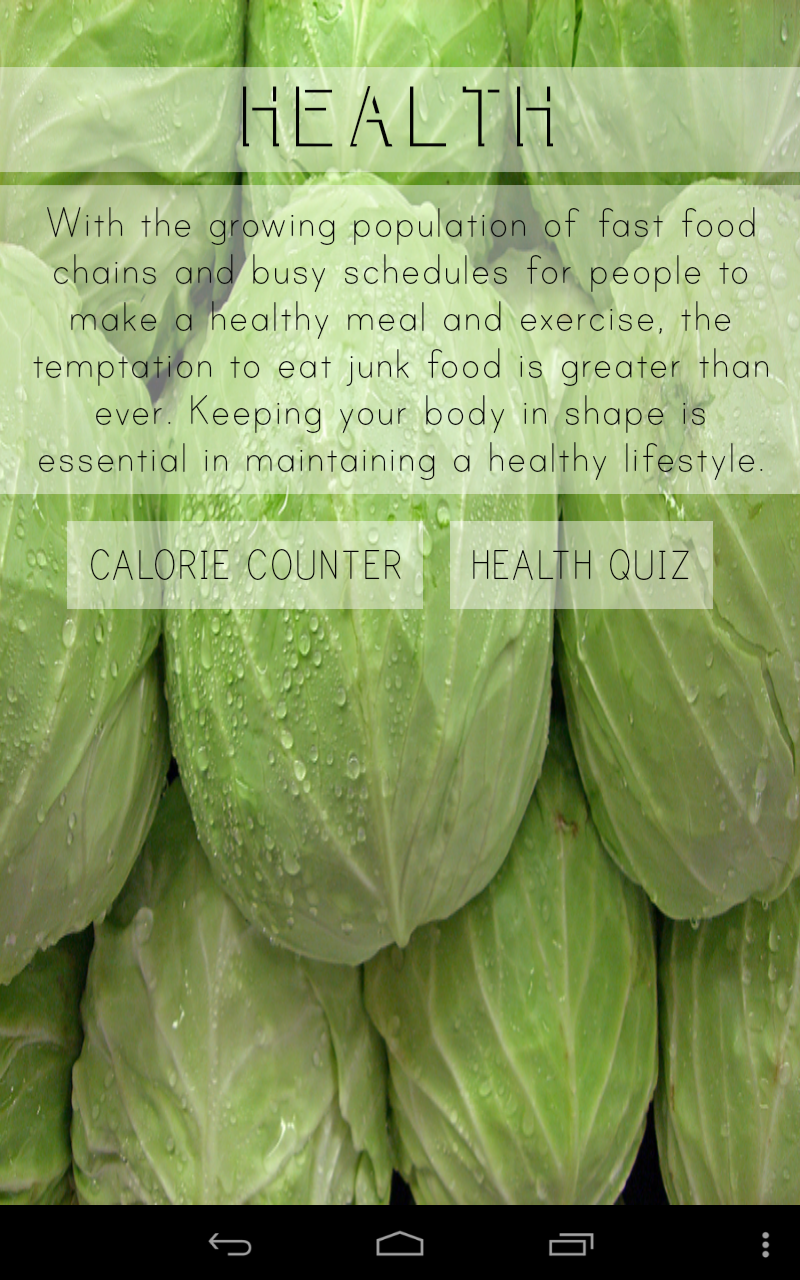 HEALTH
With the growing population of fast food
chains and busy schedules for people to
make a healthy meal and exercise, the
temptation to eat junk food is greater than
ever. Keeping your body in shape is
essential in maintaining a healthy lifestyle.
CALORIE COUNTER
HEALTH QUIZ